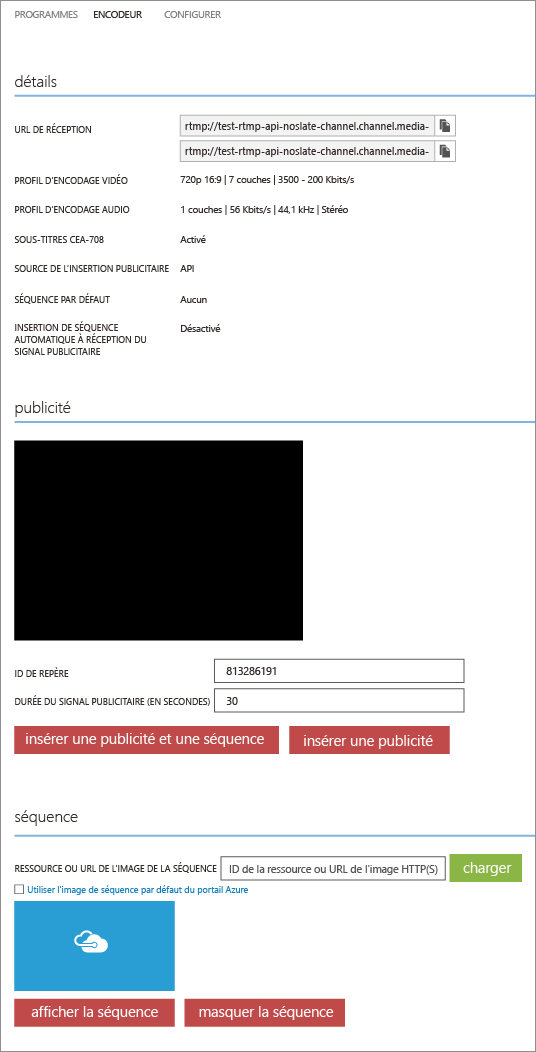 PROGRAMMES ENCODEUR CONFIGURER
détails
URL DE RÉCEPTION rtmp://test-rtmp-api-noslate-channel.channel.media-
rtmp://test-rtmp-api-noslate-channel.channel.media-
PROFIL D'ENCODAGE VIDÉO 720p 16:9 | 7 couches | 3500 - 200 Kbits/s
PROFIL D'ENCODAGE AUDIO 1 couches | 56 Kbits/s | 44,1 kHz | Stéréo
SOUS-TITRES CEA-708 Activé
SOURCE DE L'INSERTION PUBLICITAIRE API
SÉQUENCE PAR DÉFAUT Aucun
INSERTION DE SÉQUENCE Désactivé
AUTOMATIQUE À RÉCEPTION DU
SIGNAL PUBLICITAIRE
publicité
ID DE REPÈRE 813286191
DURÉE DU SIGNAL PUBLICITAIRE (EN SECONDES) 30
insérer une publicité et une séquence insérer une publicité
séquence
RESSOURCE OU URL DE L'IMAGE DE LA SÉQUENCE ID de la ressource ou URL de l'image HTTP(S) charger
Utiliser l'image de séquence par défaut du portail Azure
afficher la séquence masquer la séquence